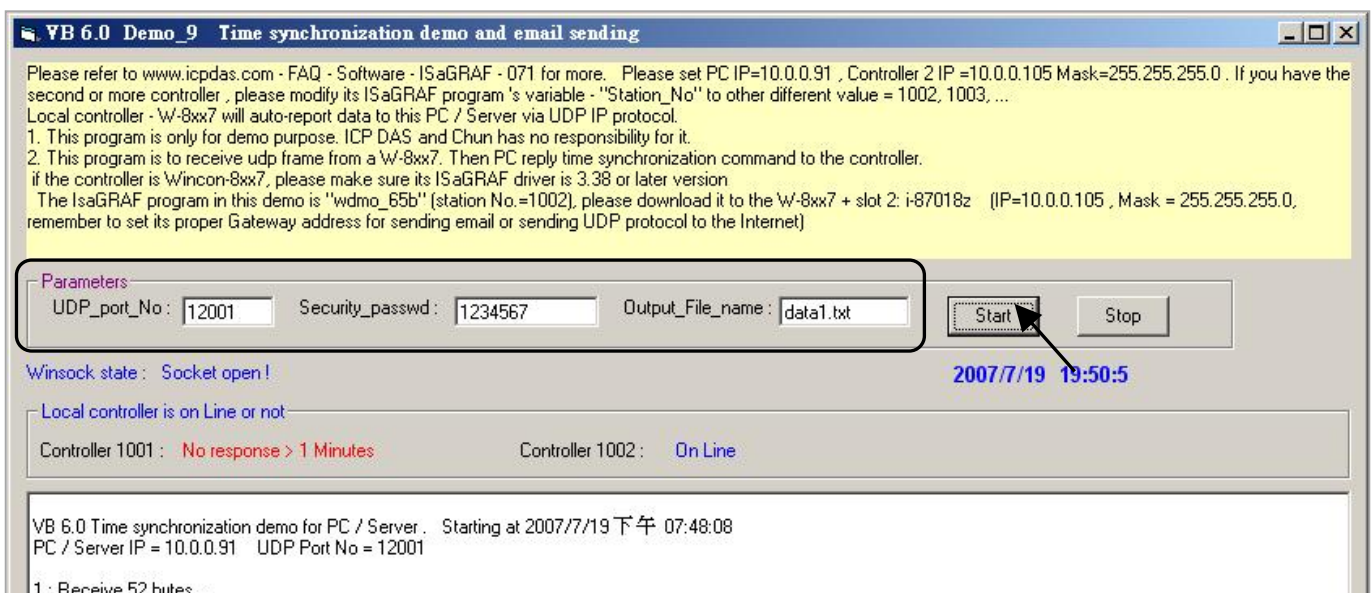 VB 6.0 Demo_9 Time synchronization demo and email sending
Please refer to www.icpdas.com - FAQ - Software - ISaGRAF - 071 for more. Please set PC IP=10.0.0.91 , Controller 2 IP =10.0.0.105 Mask=255.255.255.0 . If you have the
second or more controller , please modify its ISaGRAF program 's variable - "Station_No" to other different value = 1002, 1003, ...
Local controller - W-8xx7 will auto-report data to this PC / Server via UDP IP protocol.
1. This program is only for demo purpose. ICP DAS and Chun has no responsibility for it.
2. This program is to receive udp frame from a W-8xx7. Then PC reply time synchronization command to the controller.
if the controller is Wincon-8xx7, please make sure its ISaGRAF driver is 3.38 or later version
The IsaGRAF program in this demo is "wdmo_65b" (station No.=1002), please download it to the W-8xx7 + slot 2: i-87018z (IP=10.0.0.105 , Mask = 255.255.255.0,
remember to set its proper Gateway address for sending email or sending UDP protocol to the Internet)
Parameters
UDP_port_No : 12001 Security_passwd : 1234567 Output_File_name : data1.txt Start Stop
Winsock state : Socket open ! 2007/7/19 19:50:5
Local controller is on Line or not
Controller 1001 : No response > 1 Minutes Controller 1002 : On Line
VB 6.0 Time synchronization demo for PC / Server . Starting at 2007/7/19 下午 07:48:08
PC / Server IP = 10.0.0.91 UDP Port No = 12001
1 : Receive 52 bytes